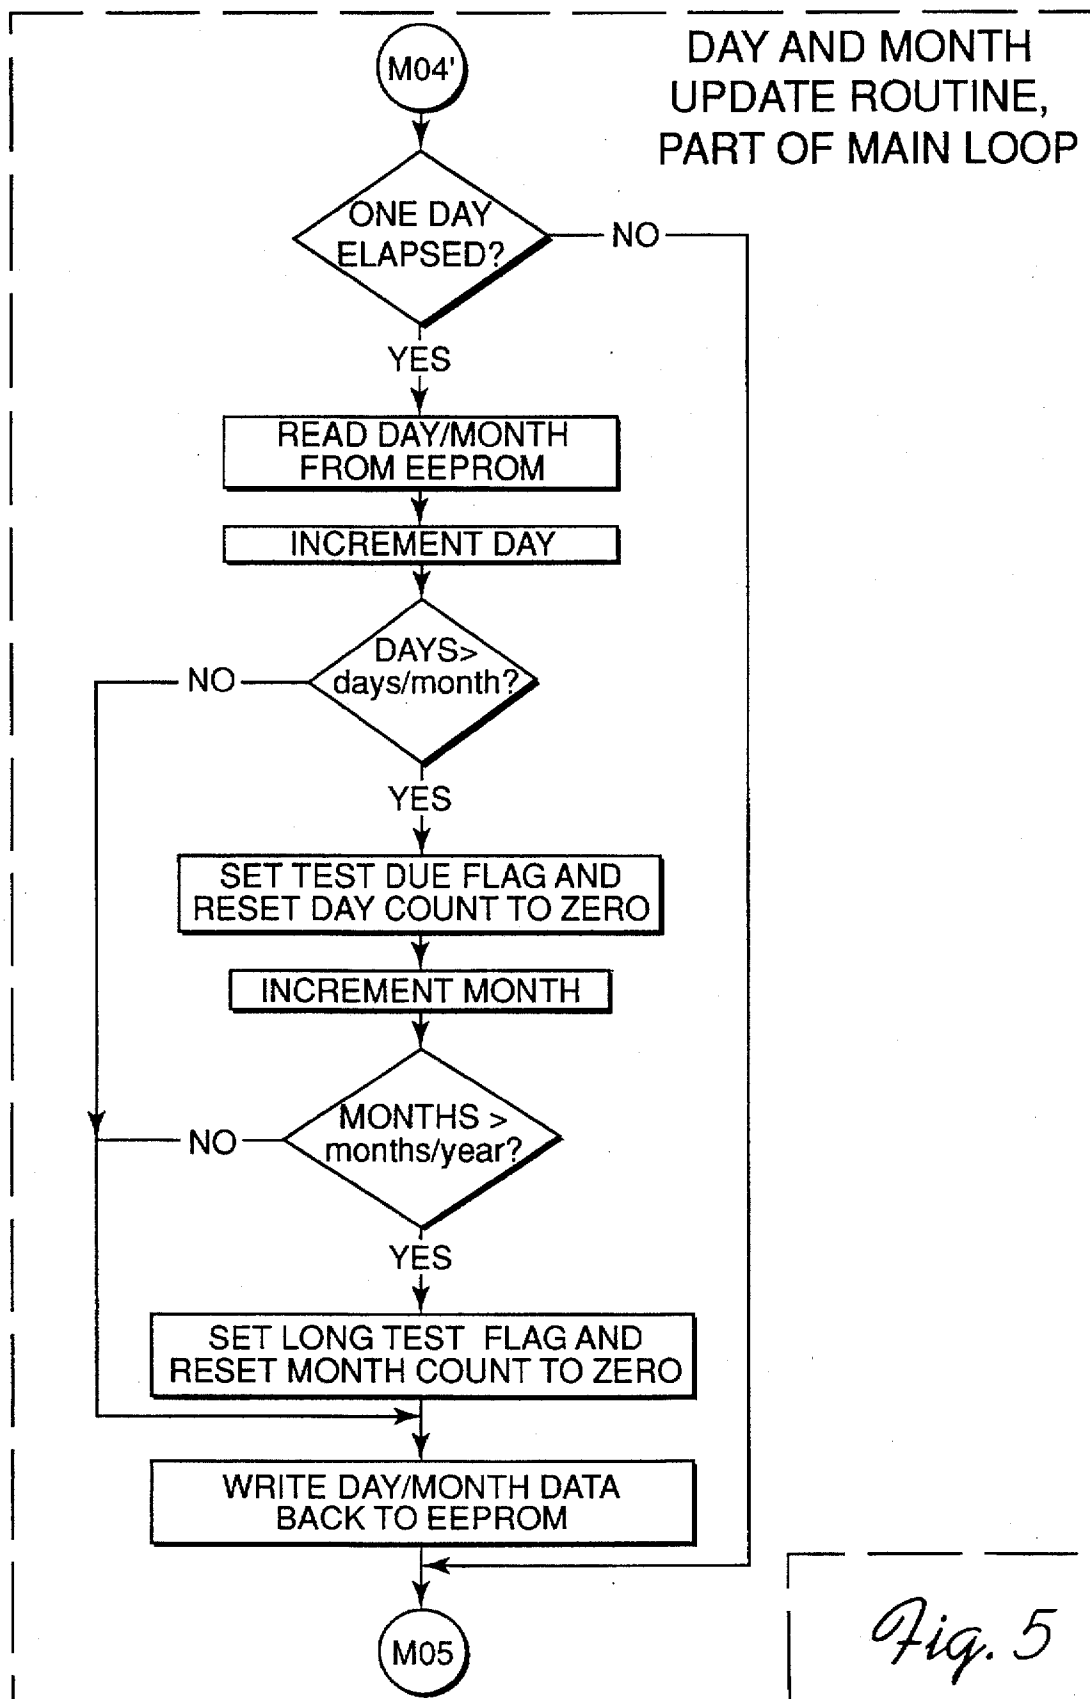 M04'
DAY AND MONTH
UPDATE ROUTINE,
PART OF MAIN LOOP
ONE DAY
ELAPSED?
NO
YES
READ DAY/MONTH
FROM EEPROM
INCREMENT DAY
DAYS>
days/month?
NO
YES
SET TEST DUE FLAG AND
RESET DAY COUNT TO ZERO
INCREMENT MONTH
MONTHS >
months/year?
NO
YES
SET LONG TEST FLAG AND
RESET MONTH COUNT TO ZERO
WRITE DAY/MONTH DATA
BACK TO EEPROM
M05
Fig. 5